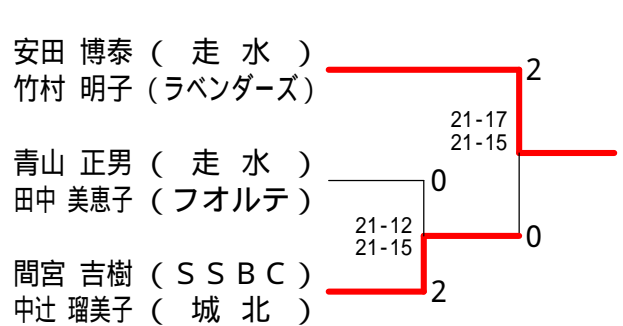 安田 博泰 ( 走 水 )
竹村 明子 (ラベンダーズ)
2
21-17
21-15
青山 正男 ( 走 水 )
田中 美恵子 (フオルテ)
0
21-12
21-15
0
間宮 吉樹 (ＳＳＢＣ)
中辻 瑠美子 ( 城 北 )
2